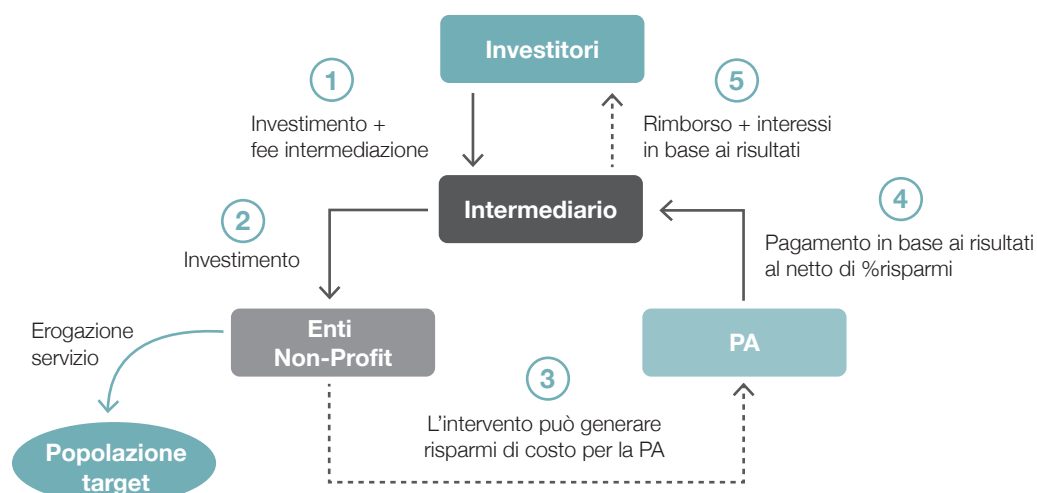 Investitori
1
Investimento +
fee intermediazione
5
Rimborso + interessi
in base ai risultati
Intermediario
2
Investimento
4
Pagamento in base ai risultati
al netto di %risparmi
Erogazione
servizio
Enti
Non-Profit
PA
3
L’intervento può generare
risparmi di costo per la PA
Popolazione
target